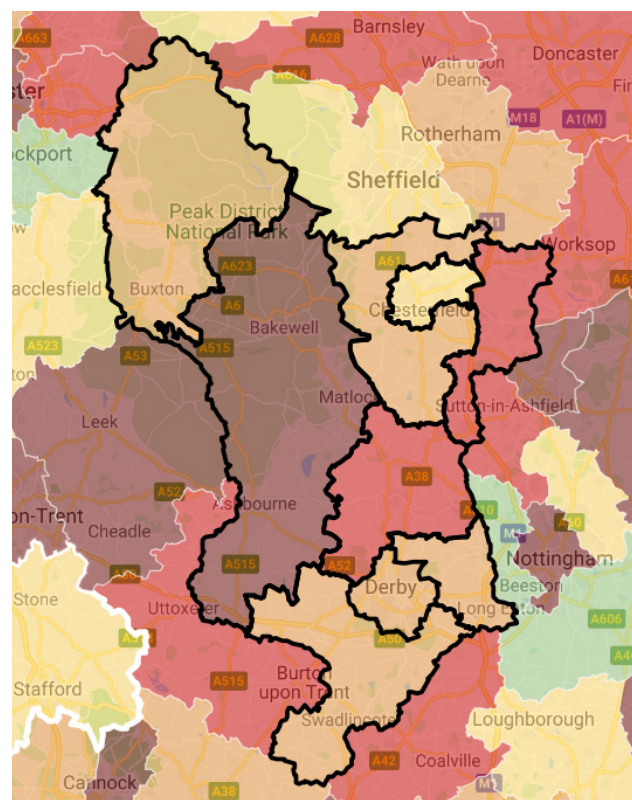 A663
A628
Barnsley
Wath upon
Dearne
Doncaster
A616
ster
M18
A1(M)
ockport
Rotherham
Sheffield
Peak District
National Park
M1
Worksop
A623
A61
acclesfield
Buxton
A6
Chesterfield
Bakewell
A523
A53
A515
Matlock
Sutton-in-Ashfield
Leek
A38
A52
Ashbourne
on-Trent
Cheadle
M1
Nottingham
A515
A52
Derby
Beeston
Stone
Uttoxeter
Long Eaton
A606
A50
Stafford
A515
Burton
upon Trent
Swadlincote
Loughborough
A42
Coalville
Cannock
A38
M1